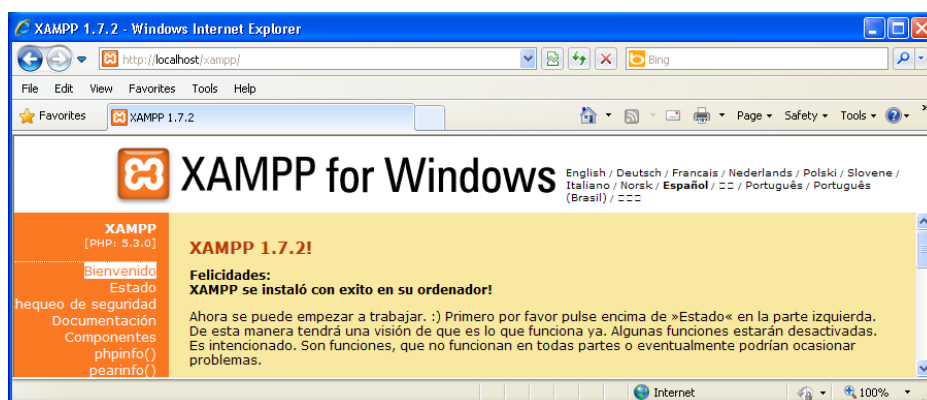 XAMPP 1.7.2 - Windows Internet Explorer
http://localhost/xampp/
Bing
File Edit View Favorites Tools Help
Favorites XAMPP 1.7.2 Page Safety Tools
XAMPP for Windows
English / Deutsch / Francais / Nederlands / Polski / Slovene /
Italiano / Norsk / Español / □□ / Português / Português
(Brasil) / □□□
XAMPP
[PHP: 5.3.0]
Bienvenido
Estado
hequeo de seguridad
Documentación
Componentes
phpinfo()
pearinfo()
XAMPP 1.7.2!
Felicidades:
XAMPP se instaló con exito en su ordenador!
Ahora se puede empezar a trabajar. :) Primero por favor pulse encima de »Estado« en la parte izquierda.
De esta manera tendrá una visión de que es lo que funciona ya. Algunas funciones estarán desactivadas.
Es intencionado. Son funciones, que no funcionan en todas partes o eventualmente podrían ocasionar
problemas.
Internet 100%